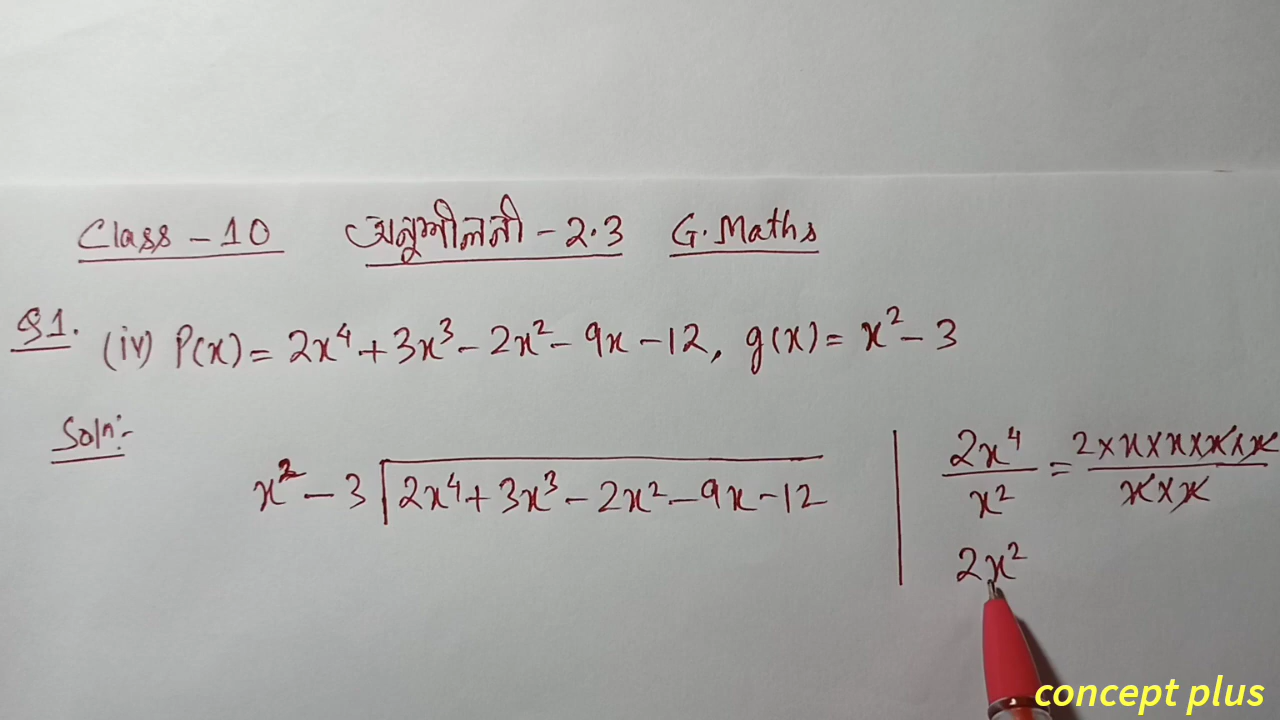 Class - 10 অনুশীলনী - 2.3 G. Maths
Q1. (iv) P(x) = 2x⁴ + 3x³ - 2x² - 9x - 12, g(x) = x² - 3
Soln:-
x² - 3 | 2x⁴ + 3x³ - 2x² - 9x - 12
2x⁴/x² = 2×x×x×x×x/x×x
2x²
concept plus